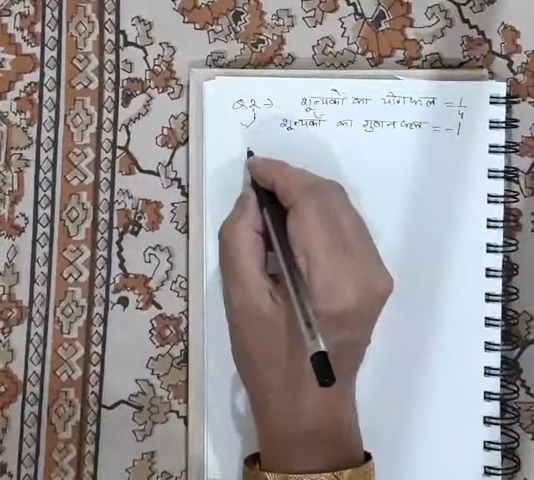 Q 2 → शून्यकों का योगफल = 1/4
शून्यकों का गुणनफल = -1